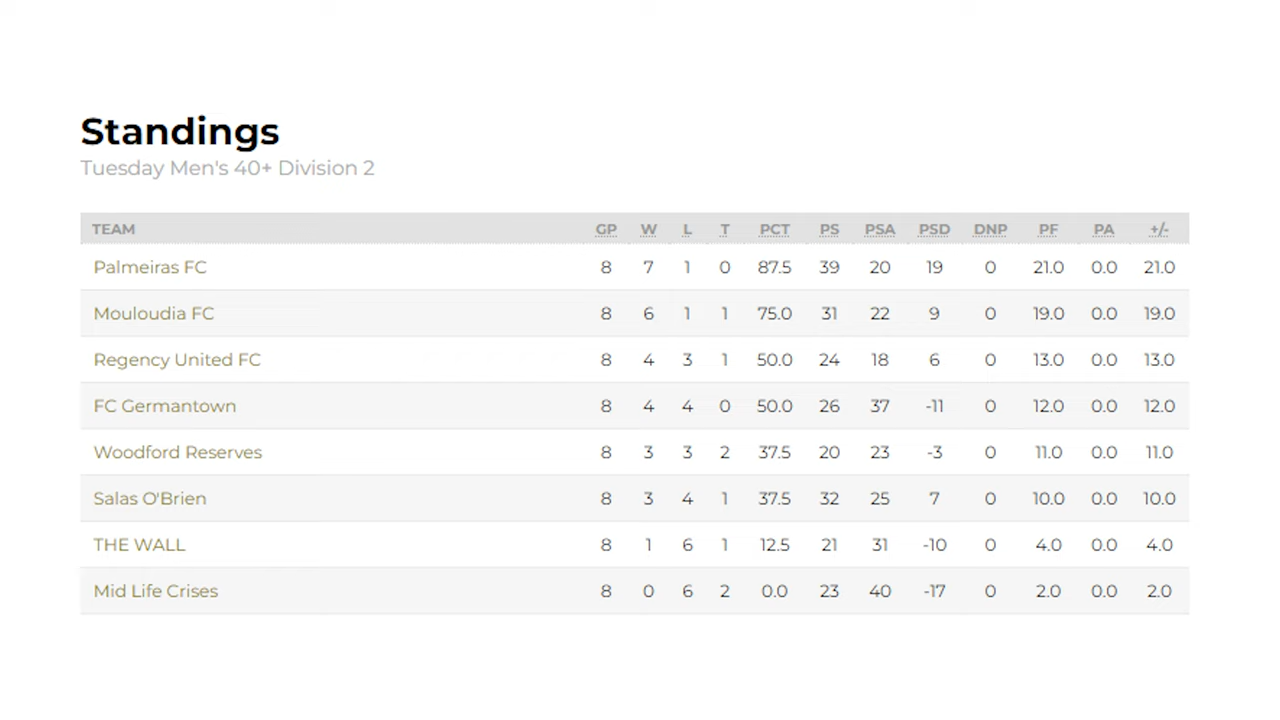 Standings
Tuesday Men's 40+ Division 2
TEAM GP W L T PCT PS PSA PSD DNP PF PA +/-
Palmeiras FC 8 7 1 0 87.5 39 20 19 0 21.0 0.0 21.0
Mouloudia FC 8 6 1 1 75.0 31 22 9 0 19.0 0.0 19.0
Regency United FC 8 4 3 1 50.0 24 18 6 0 13.0 0.0 13.0
FC Germantown 8 4 4 0 50.0 26 37 -11 0 12.0 0.0 12.0
Woodford Reserves 8 3 3 2 37.5 20 23 -3 0 11.0 0.0 11.0
Salas O'Brien 8 3 4 1 37.5 32 25 7 0 10.0 0.0 10.0
THE WALL 8 1 6 1 12.5 21 31 -10 0 4.0 0.0 4.0
Mid Life Crises 8 0 6 2 0.0 23 40 -17 0 2.0 0.0 2.0